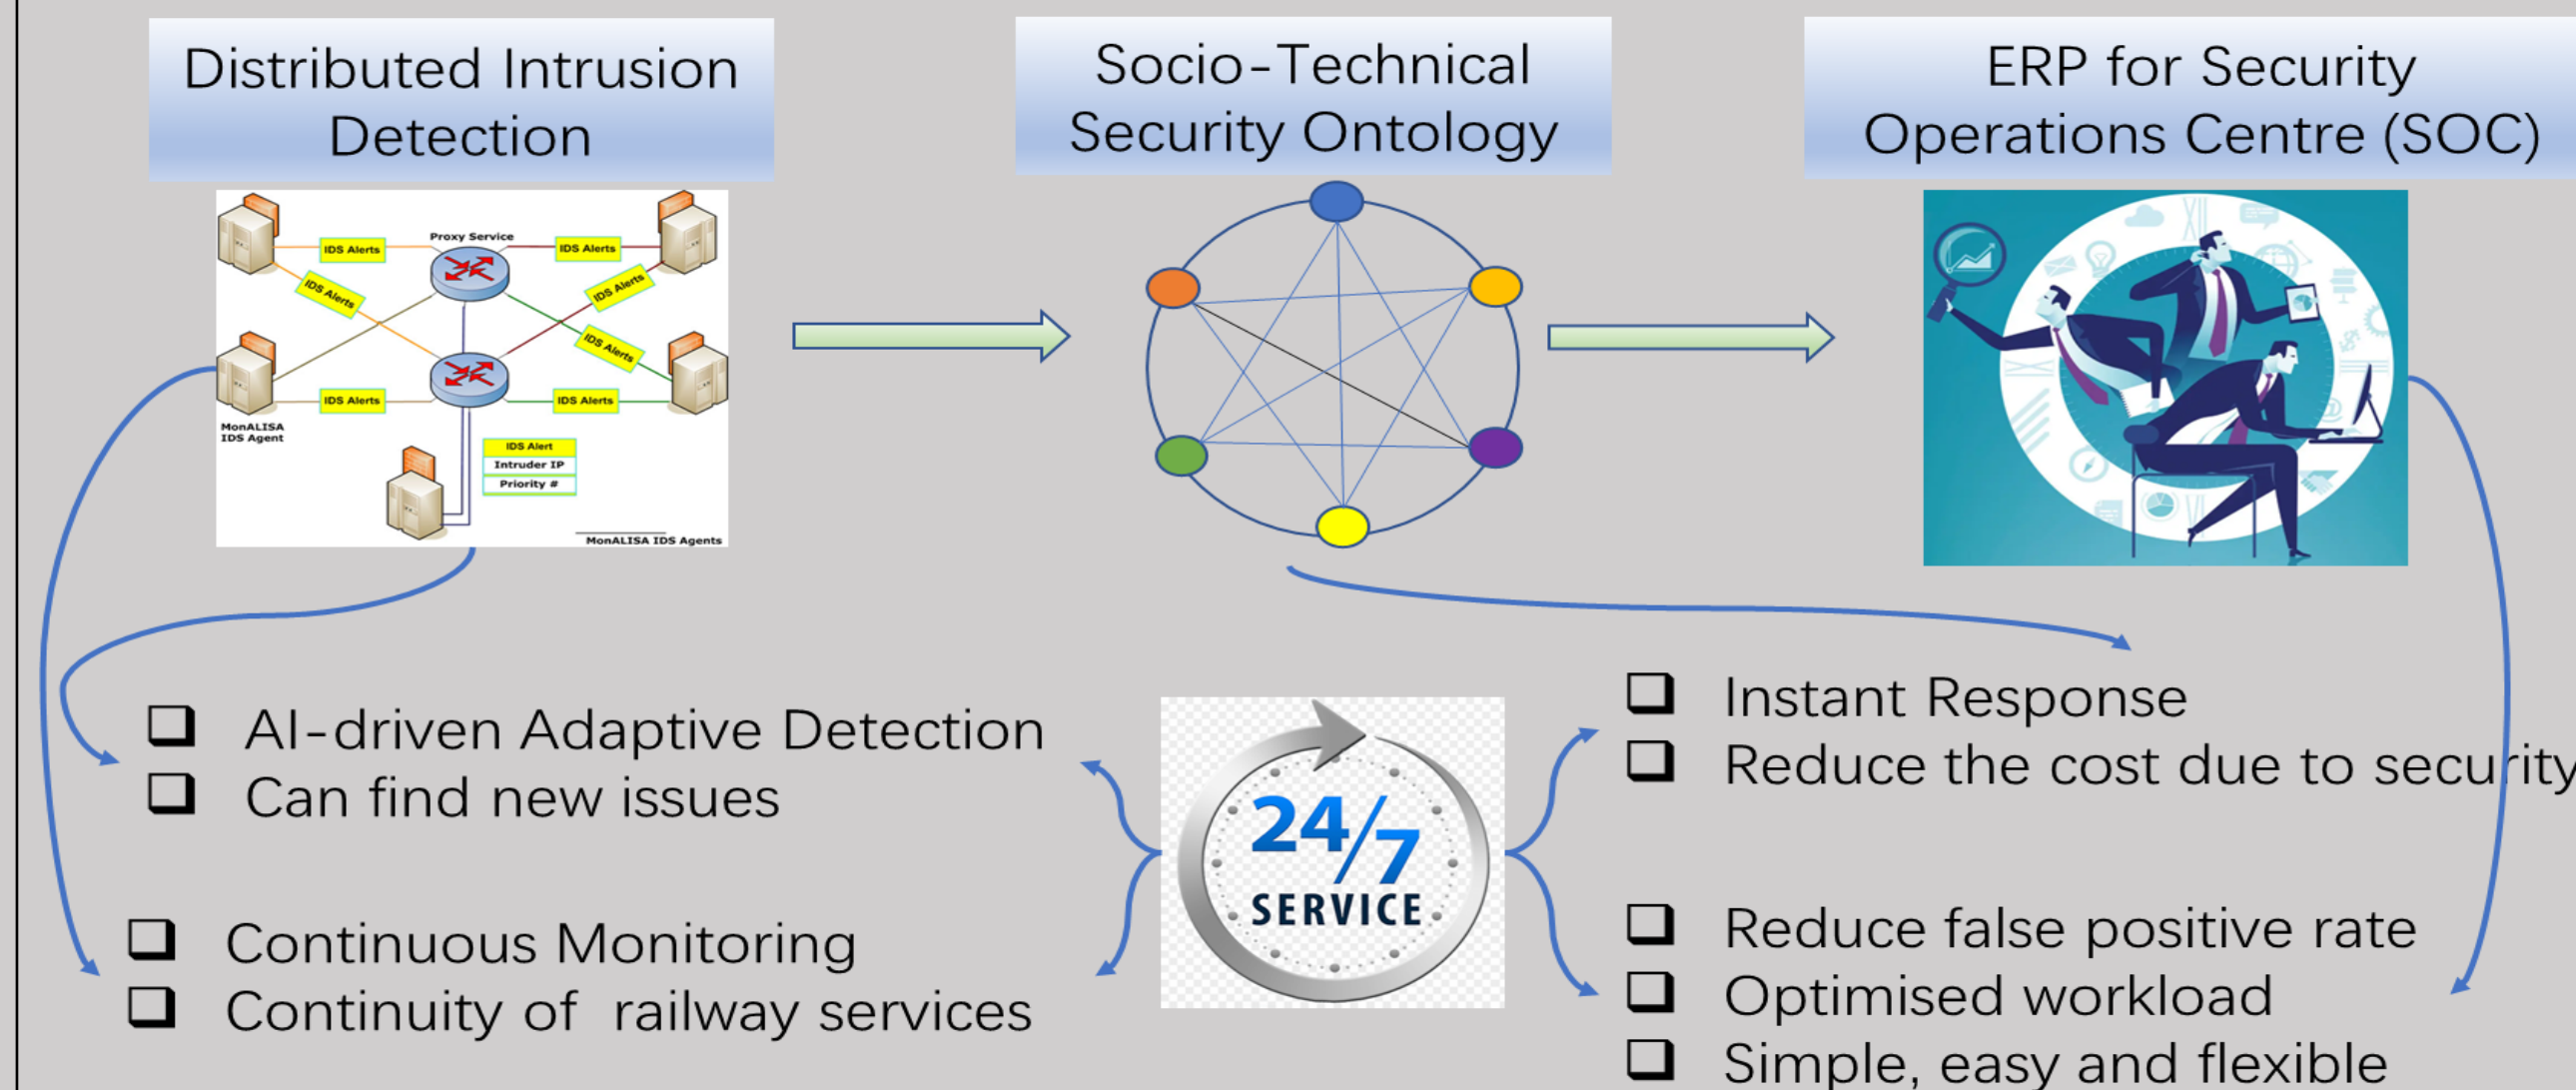 Distributed Intrusion
Detection
Socio-Technical
Security Ontology
ERP for Security
Operations Centre (SOC)
Proxy Service
IDS Alerts
IDS Alerts
IDS Alerts
IDS Alerts
IDS Alerts
IDS Alerts
IDS Alerts
MonALISA
IDS Agent
IDS Alert
Intruder IP
Priority #
MonALISA IDS Agents
AI-driven Adaptive Detection
Can find new issues
Continuous Monitoring
Continuity of railway services
24/7
SERVICE
Instant Response
Reduce the cost due to security
Reduce false positive rate
Optimised workload
Simple, easy and flexible